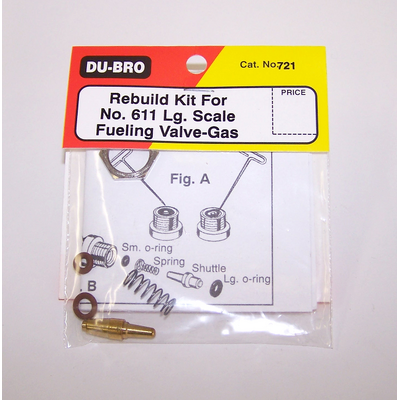 DU-BRO
Cat. No.721
Rebuild Kit For
No. 611 Lg. Scale
Fueling Valve-Gas
PRICE
Fig. A
Sm. o-ring
Spring
Shuttle
Lg. o-ring
B